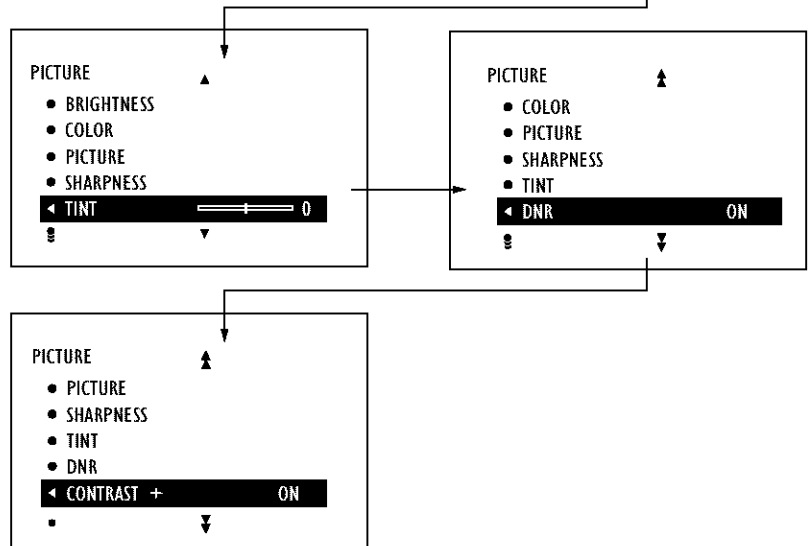 PICTURE
BRIGHTNESS
COLOR
PICTURE
SHARPNESS
TINT 0
PICTURE
COLOR
PICTURE
SHARPNESS
TINT
DNR ON
PICTURE
PICTURE
SHARPNESS
TINT
DNR
CONTRAST + ON